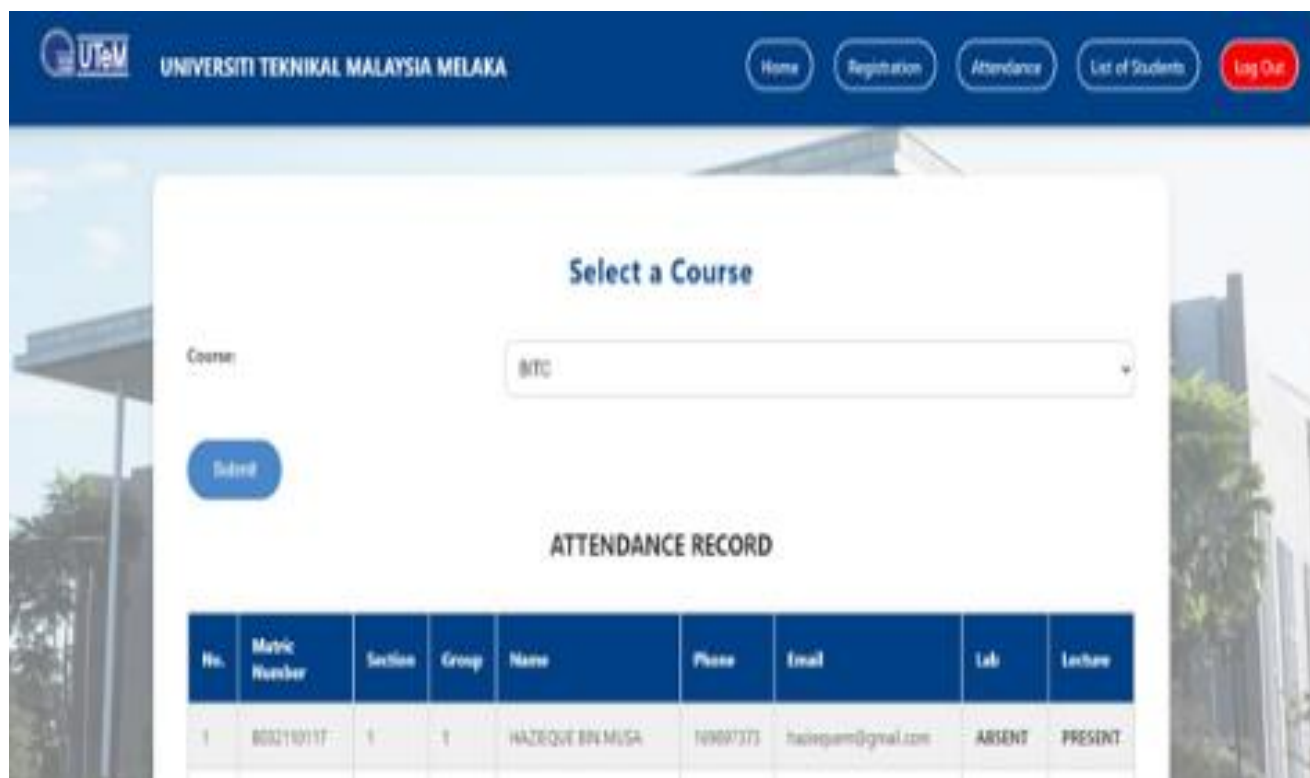 UTeM
UNIVERSITI TEKNIKAL MALAYSIA MELAKA
Home
Registration
Attendance
List of Students
Log Out
Select a Course
Course:
BITC
Submit
ATTENDANCE RECORD
No. Matric Number Section Group Name Phone Email Lab Lecture
1 1 1 HAZIEQUE BIN MUSA ABSENT PRESENT